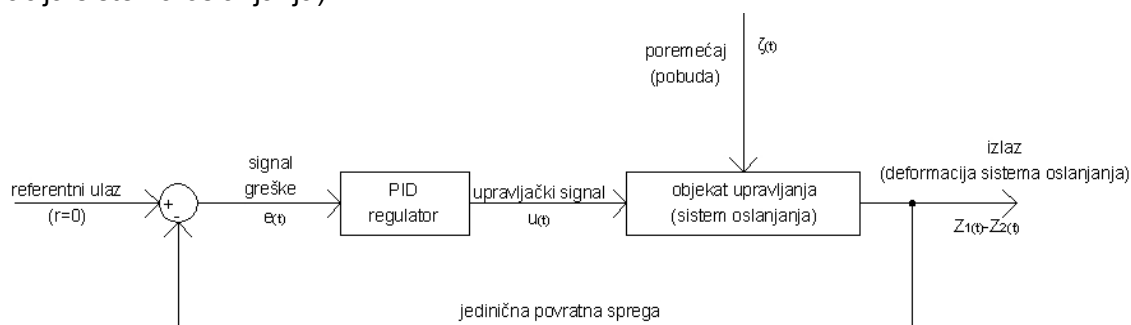 poremećaj
(pobuda)
ζ(t)
izlaz
(deformacija sistema oslanjanja)
signal
greške
e(t)
referentni ulaz
(r=0)
+
-
PID
regulator
upravljački signal
u(t)
objekat upravljanja
(sistem oslanjanja)
Z1(t)-Z2(t)
jedinična povratna sprega